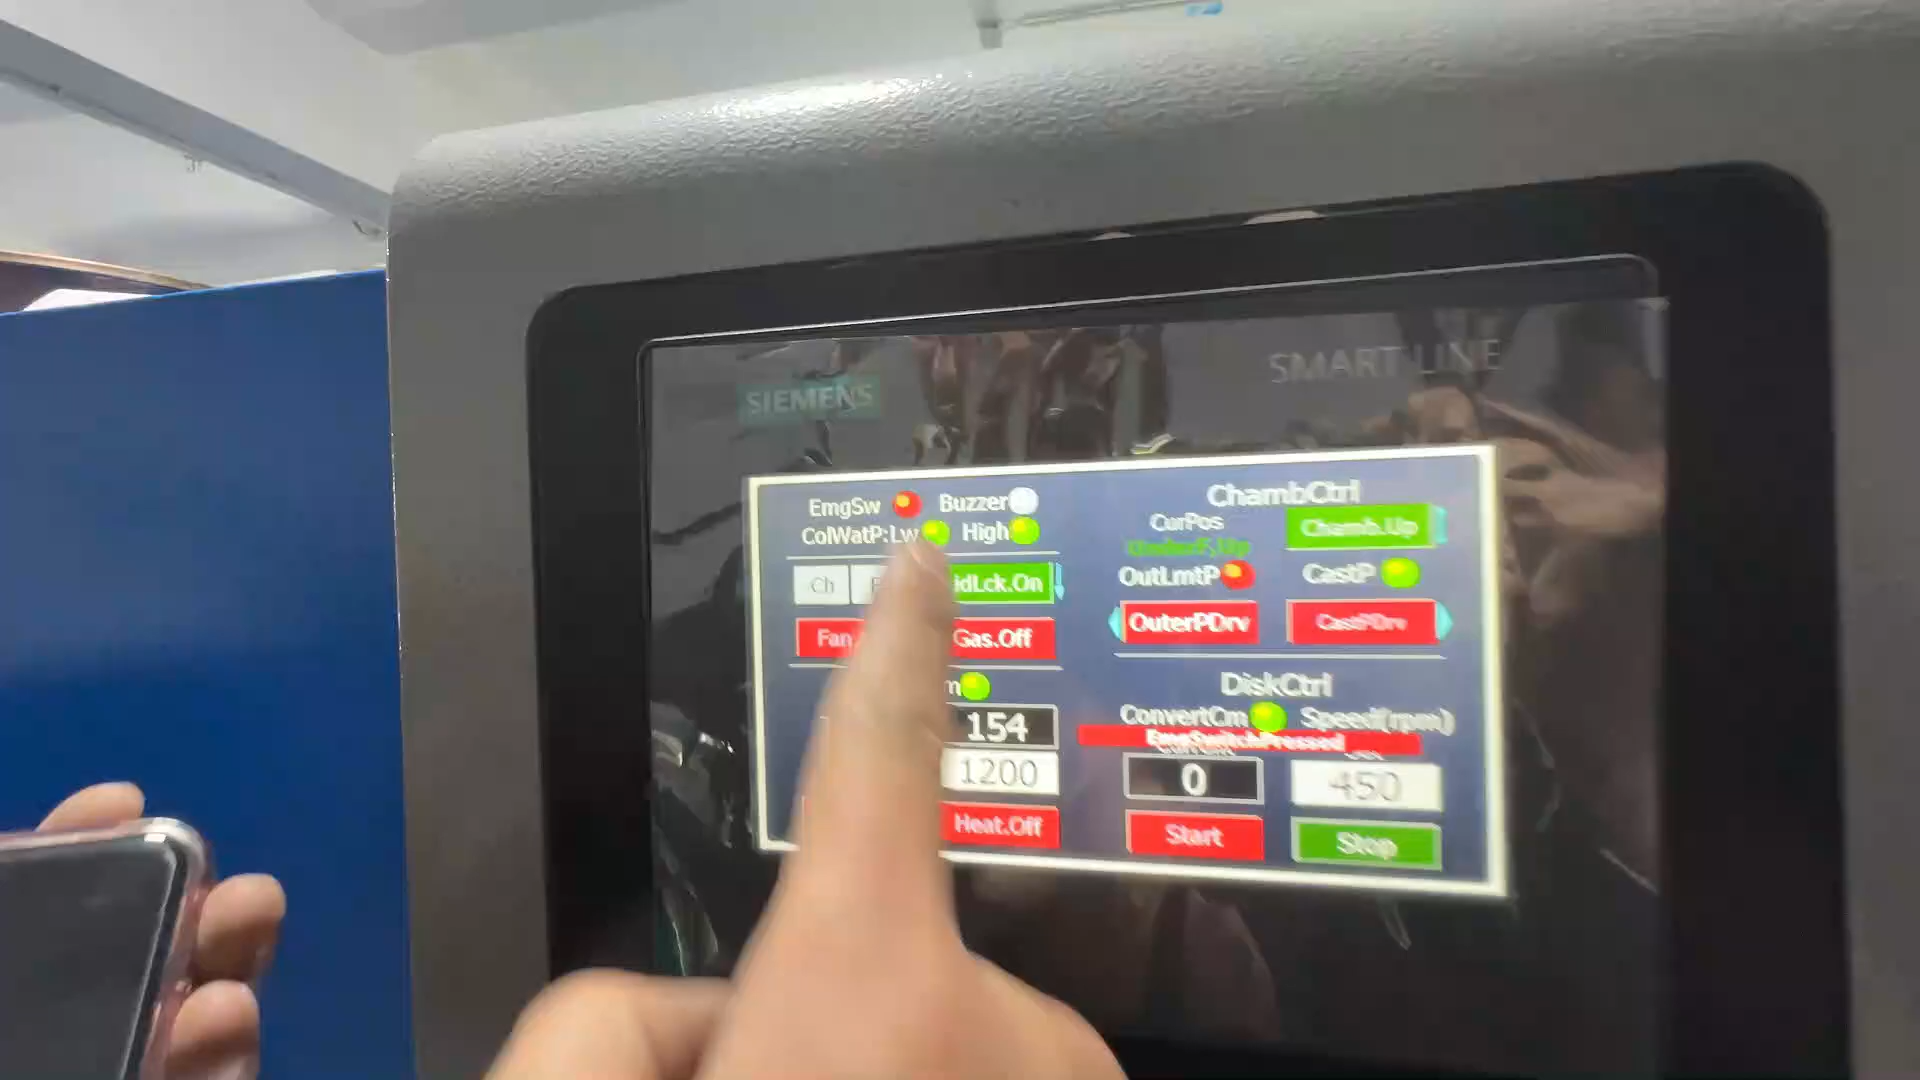 SIEMENS
SMART LINE
EmgSw Buzzer
ColWatP:Lw High
Ch
idLck.On
Fan
Gas.Off
154
1200
Heat.Off
ChambCtrl
CurPos
Chamb.Up
OutLmtP CastP
OuterPDrv CastPDrv
DiskCtrl
ConvertCm Speed(rpm)
EmgSwitchPressed
0 450
Start Stop